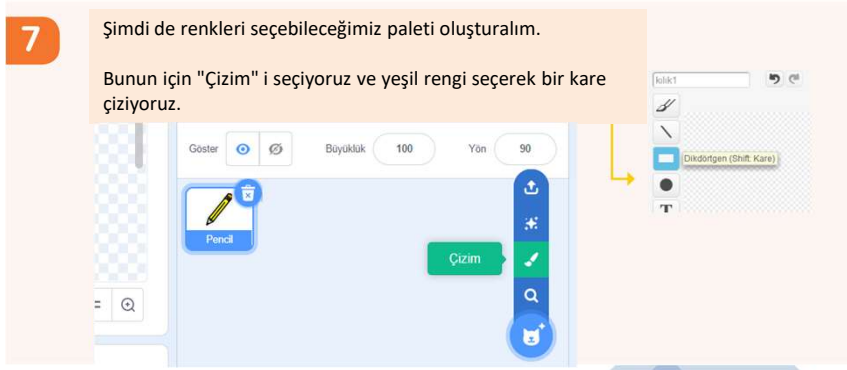 7
Şimdi de renkleri seçebileceğimiz paleti oluşturalım.
Bunun için "Çizim" i seçiyoruz ve yeşil rengi seçerek bir kare
çiziyoruz.
kılık1
Dikdörtgen (Shift: Kare)
T
Göster
Büyüklük 100
Yön 90
Pencil
Çizim